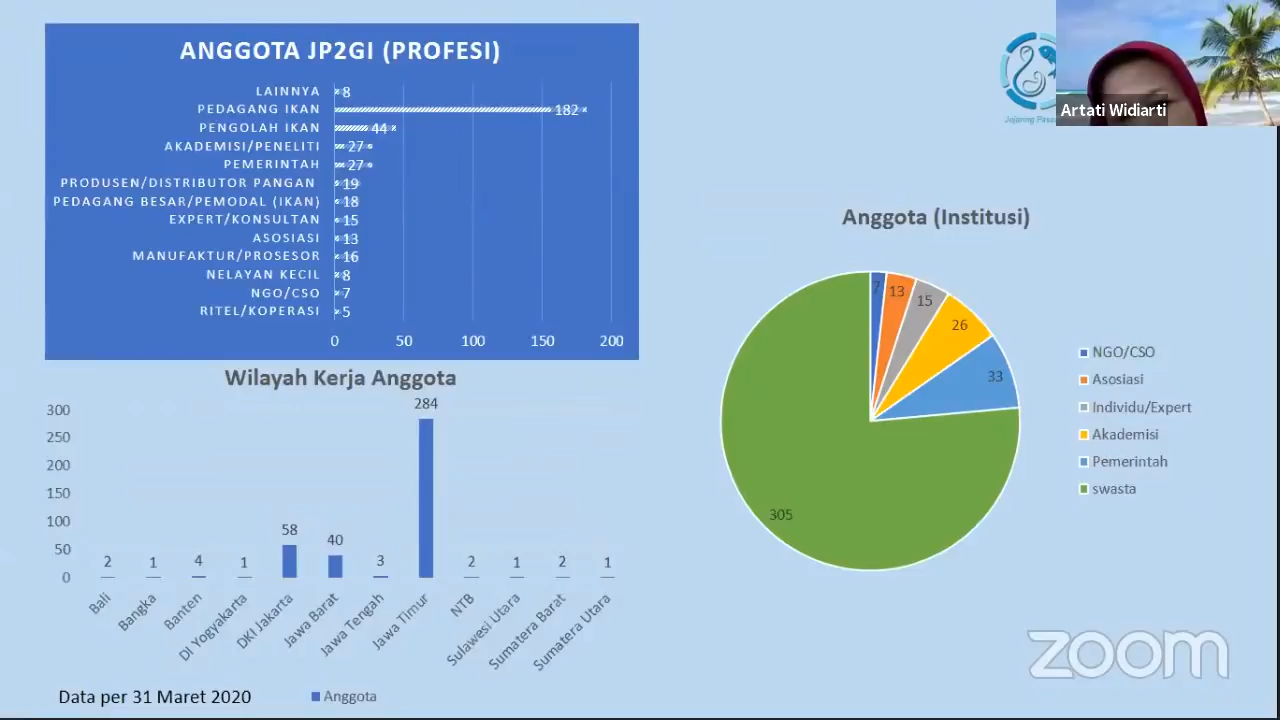 ANGGOTA JP2GI (PROFESI)
LAINNYA 8
PEDAGANG IKAN 182
PENGOLAH IKAN 44
AKADEMISI/PENELITI 27
PEMERINTAH 27
PRODUSEN/DISTRIBUTOR PANGAN 19
PEDAGANG BESAR/PEMODAL (IKAN) 18
EXPERT/KONSULTAN 15
ASOSIASI 13
MANUFAKTUR/PROSESOR 16
NELAYAN KECIL 8
NGO/CSO 7
RITEL/KOPERASI 5
0 50 100 150 200
Wilayah Kerja Anggota
300
250
200
150
100
50
0
2 1 4 1 58 40 3 284 2 1 2 1
Bali
Bangka
Banten
DI Yogyakarta
DKI Jakarta
Jawa Barat
Jawa Tengah
Jawa Timur
NTB
Sulawesi Utara
Sumatera Barat
Sumatera Utara
Anggota
Data per 31 Maret 2020
Jejaring
Artati Widiarti
Anggota (Institusi)
7
13
15
26
33
305
NGO/CSO
Asosiasi
Individu/Expert
Akademisi
Pemerintah
swasta
zoom